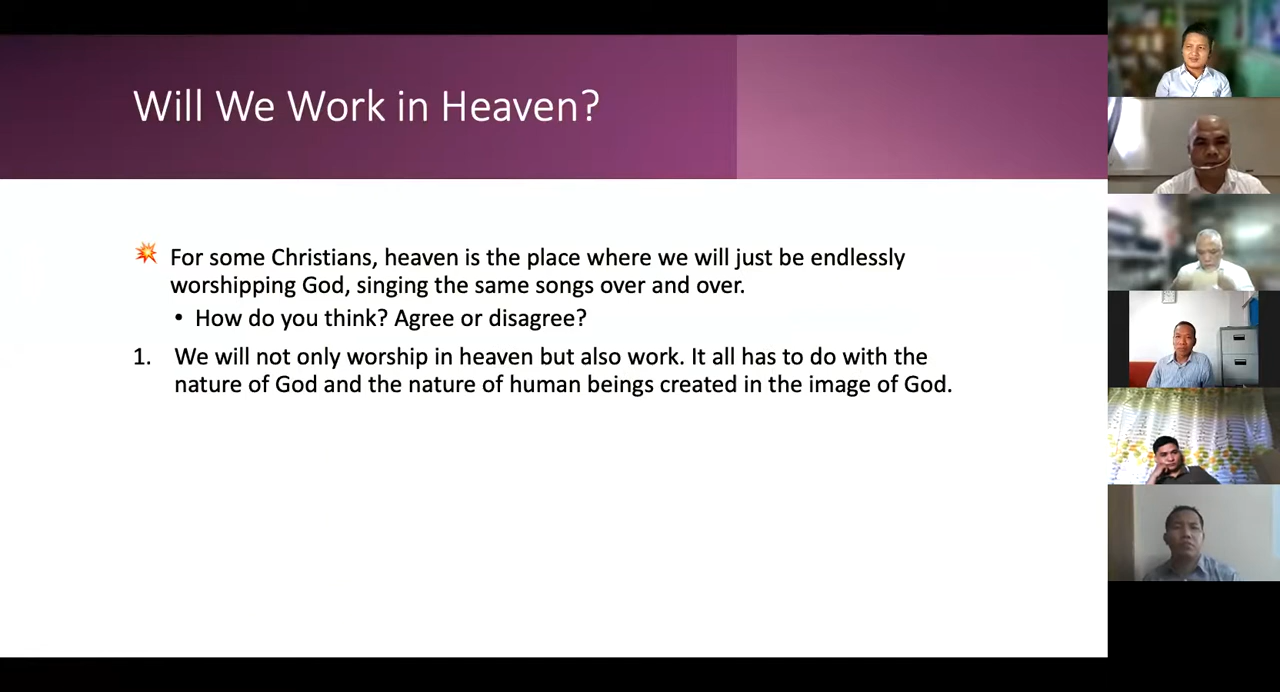 Will We Work in Heaven?
For some Christians, heaven is the place where we will just be endlessly
worshipping God, singing the same songs over and over.
• How do you think? Agree or disagree?
1. We will not only worship in heaven but also work. It all has to do with the
nature of God and the nature of human beings created in the image of God.